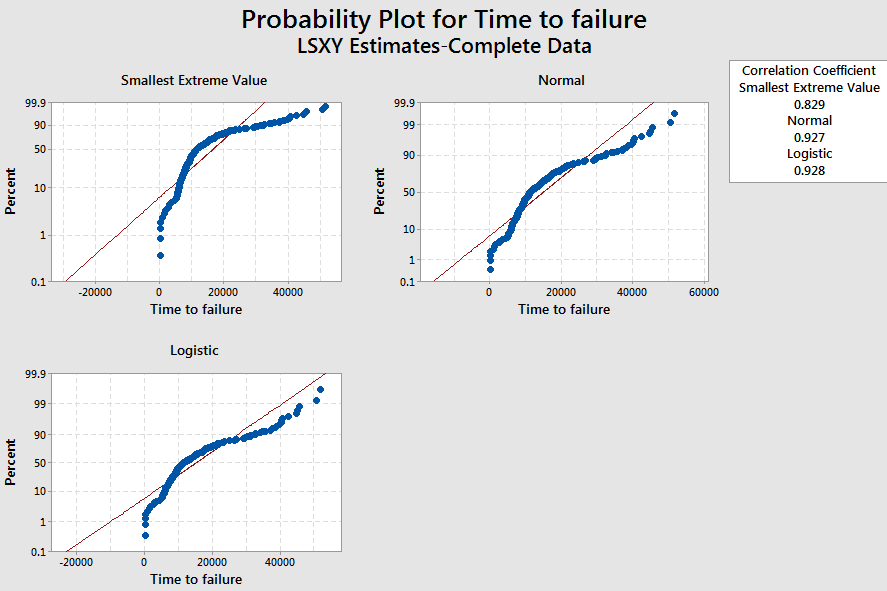 Probability Plot for Time to failure
LSXY Estimates-Complete Data
Smallest Extreme Value
99.9
90
50
10
1
0.1
Percent
-20000 0 20000 40000
Time to failure
Normal
99.9
99
90
50
10
1
0.1
Percent
0 20000 40000 60000
Time to failure
Correlation Coefficient
Smallest Extreme Value
0.829
Normal
0.927
Logistic
0.928
Logistic
99.9
99
90
50
10
1
0.1
Percent
-20000 0 20000 40000
Time to failure